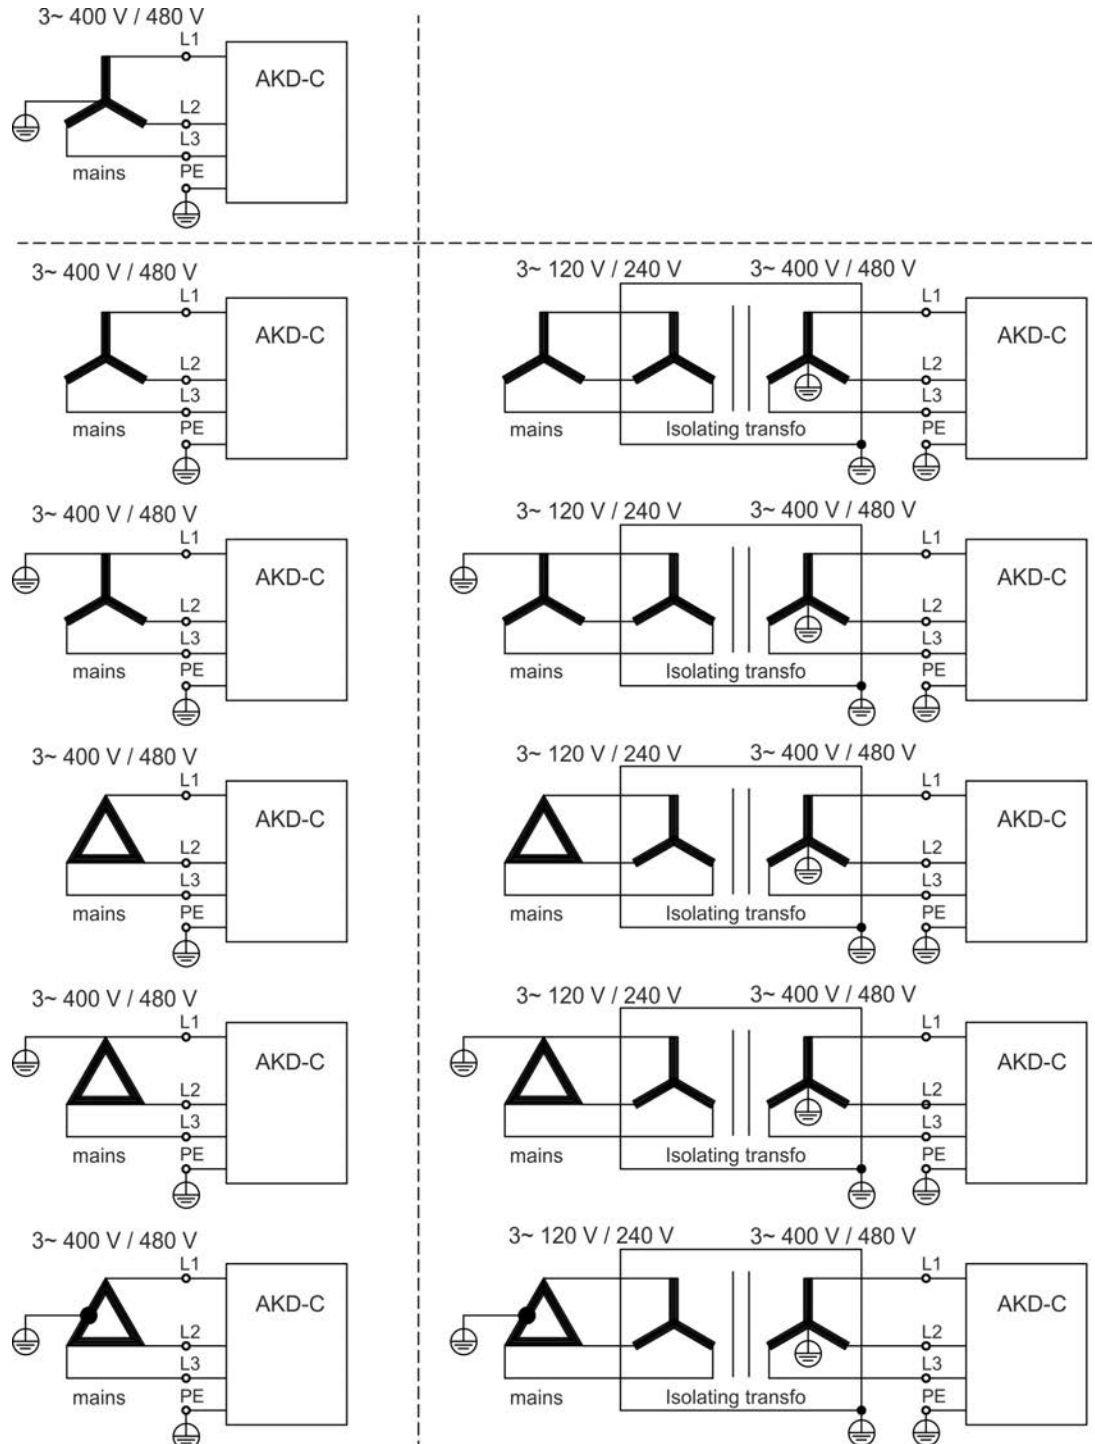 3~ 400 V / 480 V
L1
AKD-C
L2
L3
mains
PE
3~ 400 V / 480 V
L1
AKD-C
L2
L3
mains
PE
3~ 120 V / 240 V
3~ 400 V / 480 V
L1
AKD-C
L2
L3
mains
Isolating transfo
PE
3~ 400 V / 480 V
L1
AKD-C
L2
L3
mains
PE
3~ 120 V / 240 V
3~ 400 V / 480 V
L1
AKD-C
L2
L3
mains
Isolating transfo
PE
3~ 400 V / 480 V
L1
AKD-C
L2
L3
mains
PE
3~ 120 V / 240 V
3~ 400 V / 480 V
L1
AKD-C
L2
L3
mains
Isolating transfo
PE
3~ 400 V / 480 V
L1
AKD-C
L2
L3
mains
PE
3~ 120 V / 240 V
3~ 400 V / 480 V
L1
AKD-C
L2
L3
mains
Isolating transfo
PE
3~ 400 V / 480 V
L1
AKD-C
L2
L3
mains
PE
3~ 120 V / 240 V
3~ 400 V / 480 V
L1
AKD-C
L2
L3
mains
Isolating transfo
PE